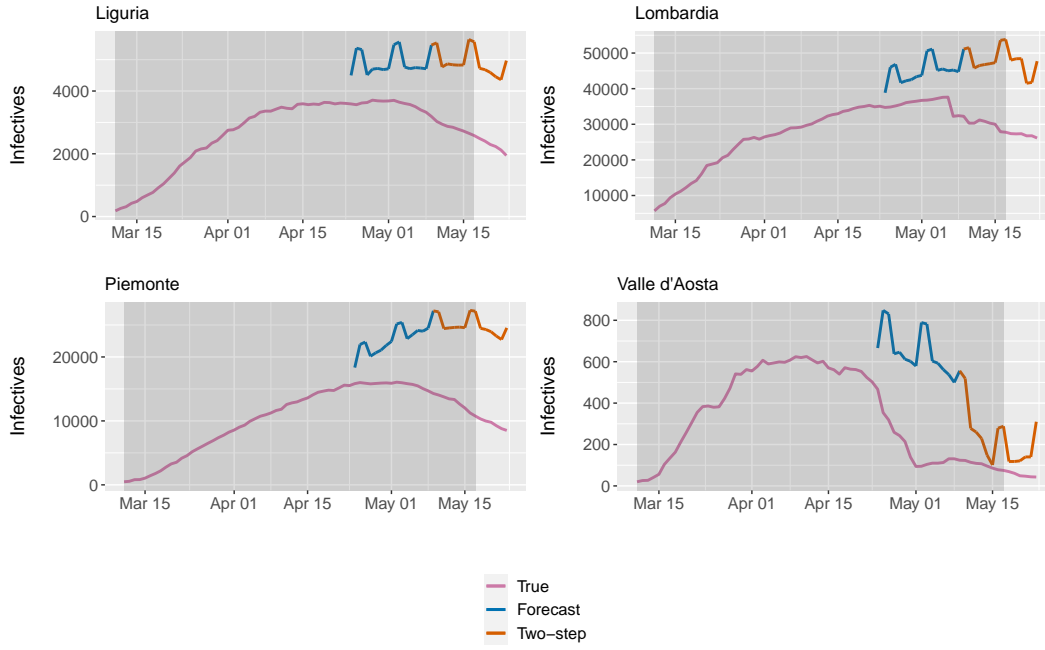 Liguria
Infectives
4000
2000
0
Mar 15 Apr 01 Apr 15 May 01 May 15
Lombardia
Infectives
50000
40000
30000
20000
10000
Mar 15 Apr 01 Apr 15 May 01 May 15
Piemonte
Infectives
20000
10000
0
Mar 15 Apr 01 Apr 15 May 01 May 15
Valle d'Aosta
Infectives
800
600
400
200
0
Mar 15 Apr 01 Apr 15 May 01 May 15
True
Forecast
Two−step